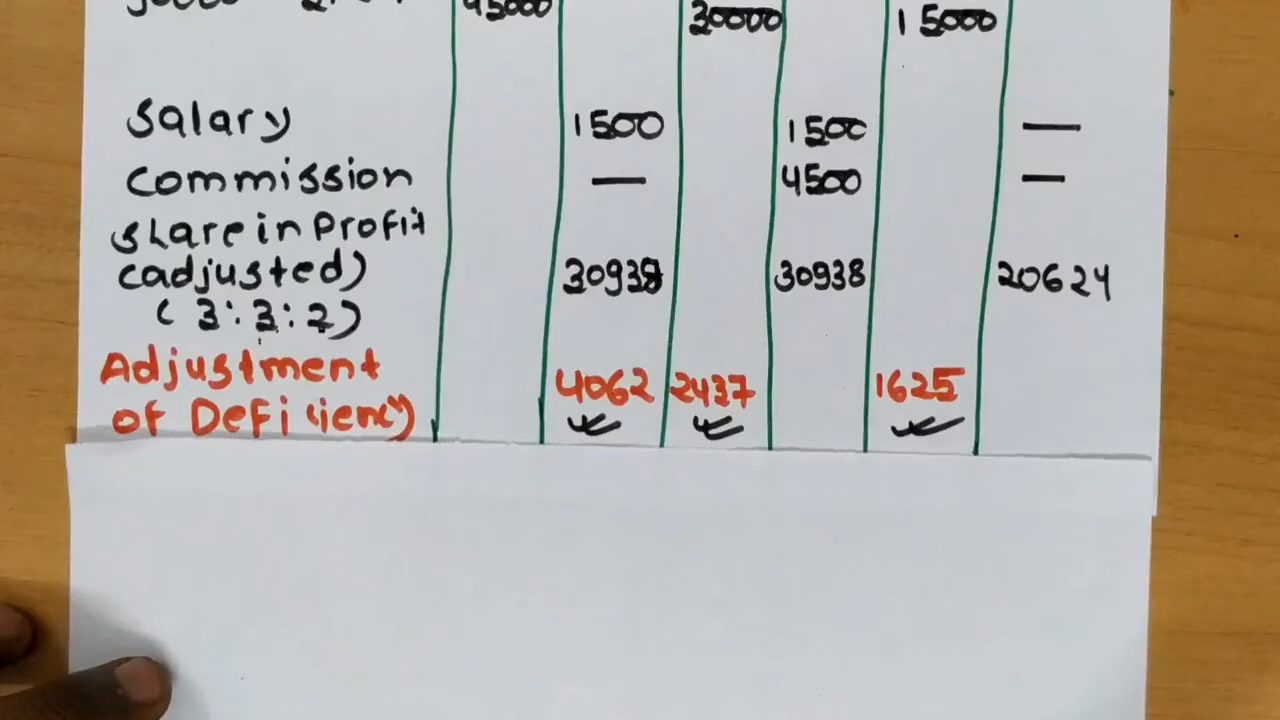 45000 30000 15000
salary 1500 1500 —
commission — 4500 —
share in Profit
(adjusted) 30938 30938 20624
(3:3:2)
Adjustment 4062 2437 1625
of Deficiency)